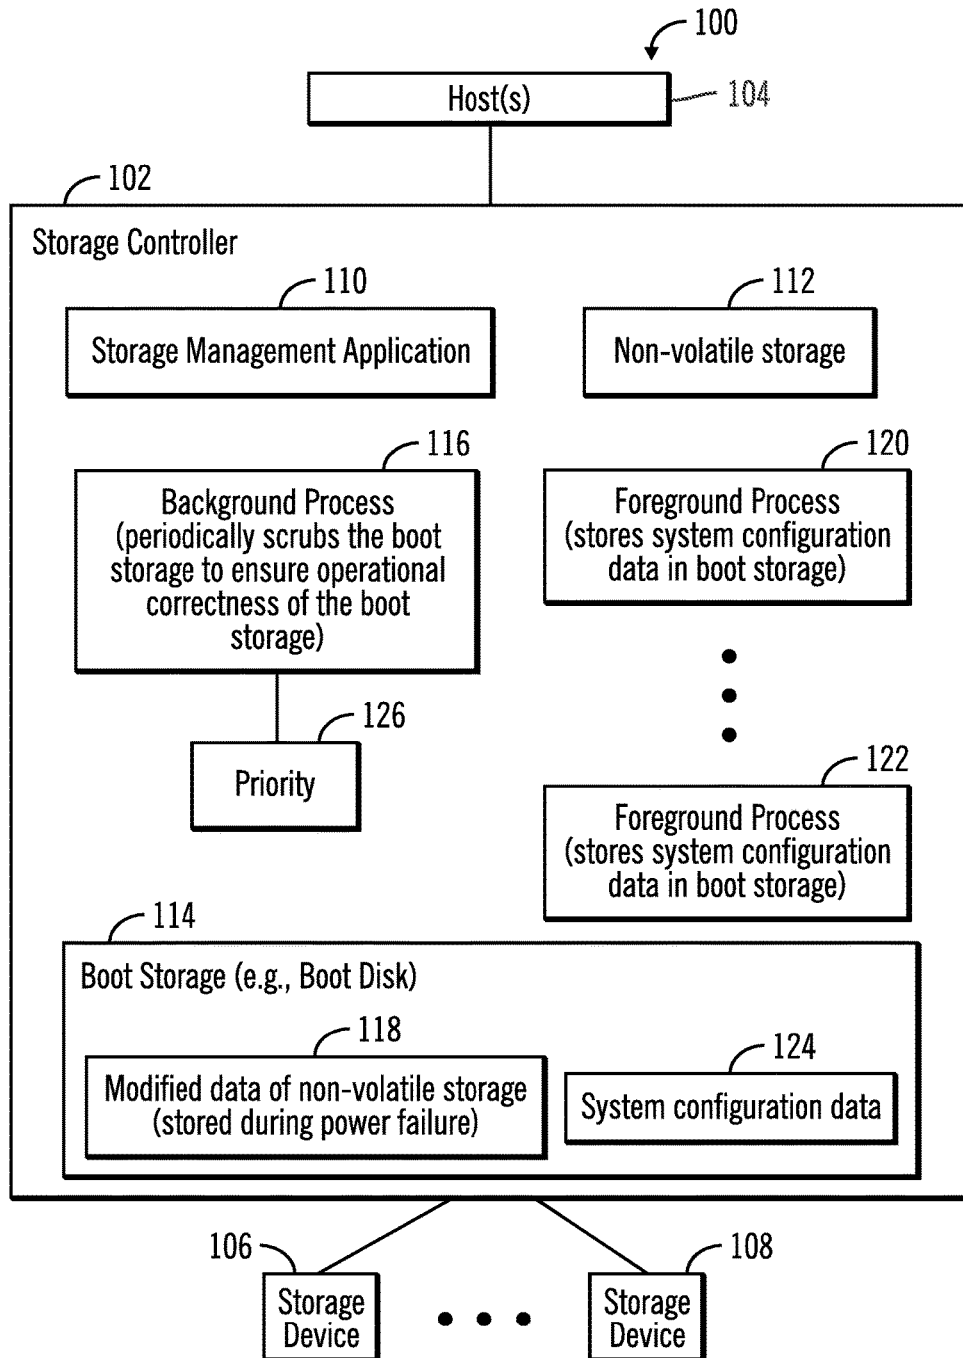 100
Host(s)
104
102
Storage Controller
110
Storage Management Application
112
Non-volatile storage
116
Background Process
(periodically scrubs the boot
storage to ensure operational
correctness of the boot
storage)
120
Foreground Process
(stores system configuration
data in boot storage)
126
Priority
122
Foreground Process
(stores system configuration
data in boot storage)
114
Boot Storage (e.g., Boot Disk)
118
Modified data of non-volatile storage
(stored during power failure)
124
System configuration data
106
Storage
Device
108
Storage
Device